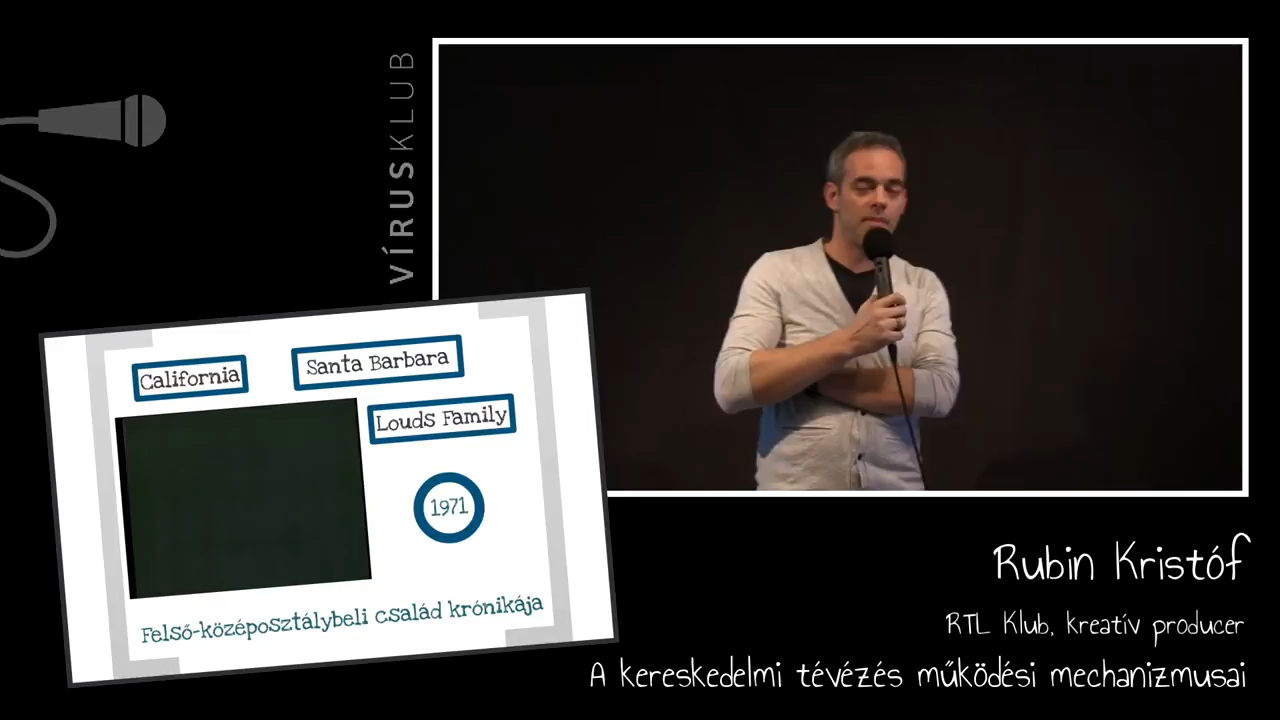 VÍRUSKLUB
California
Santa Barbara
Louds Family
1971
Felső-középosztálybeli család krónikája
Rubin Kristóf
RTL Klub, kreatív producer
A kereskedelmi tévézés működési mechanizmusai